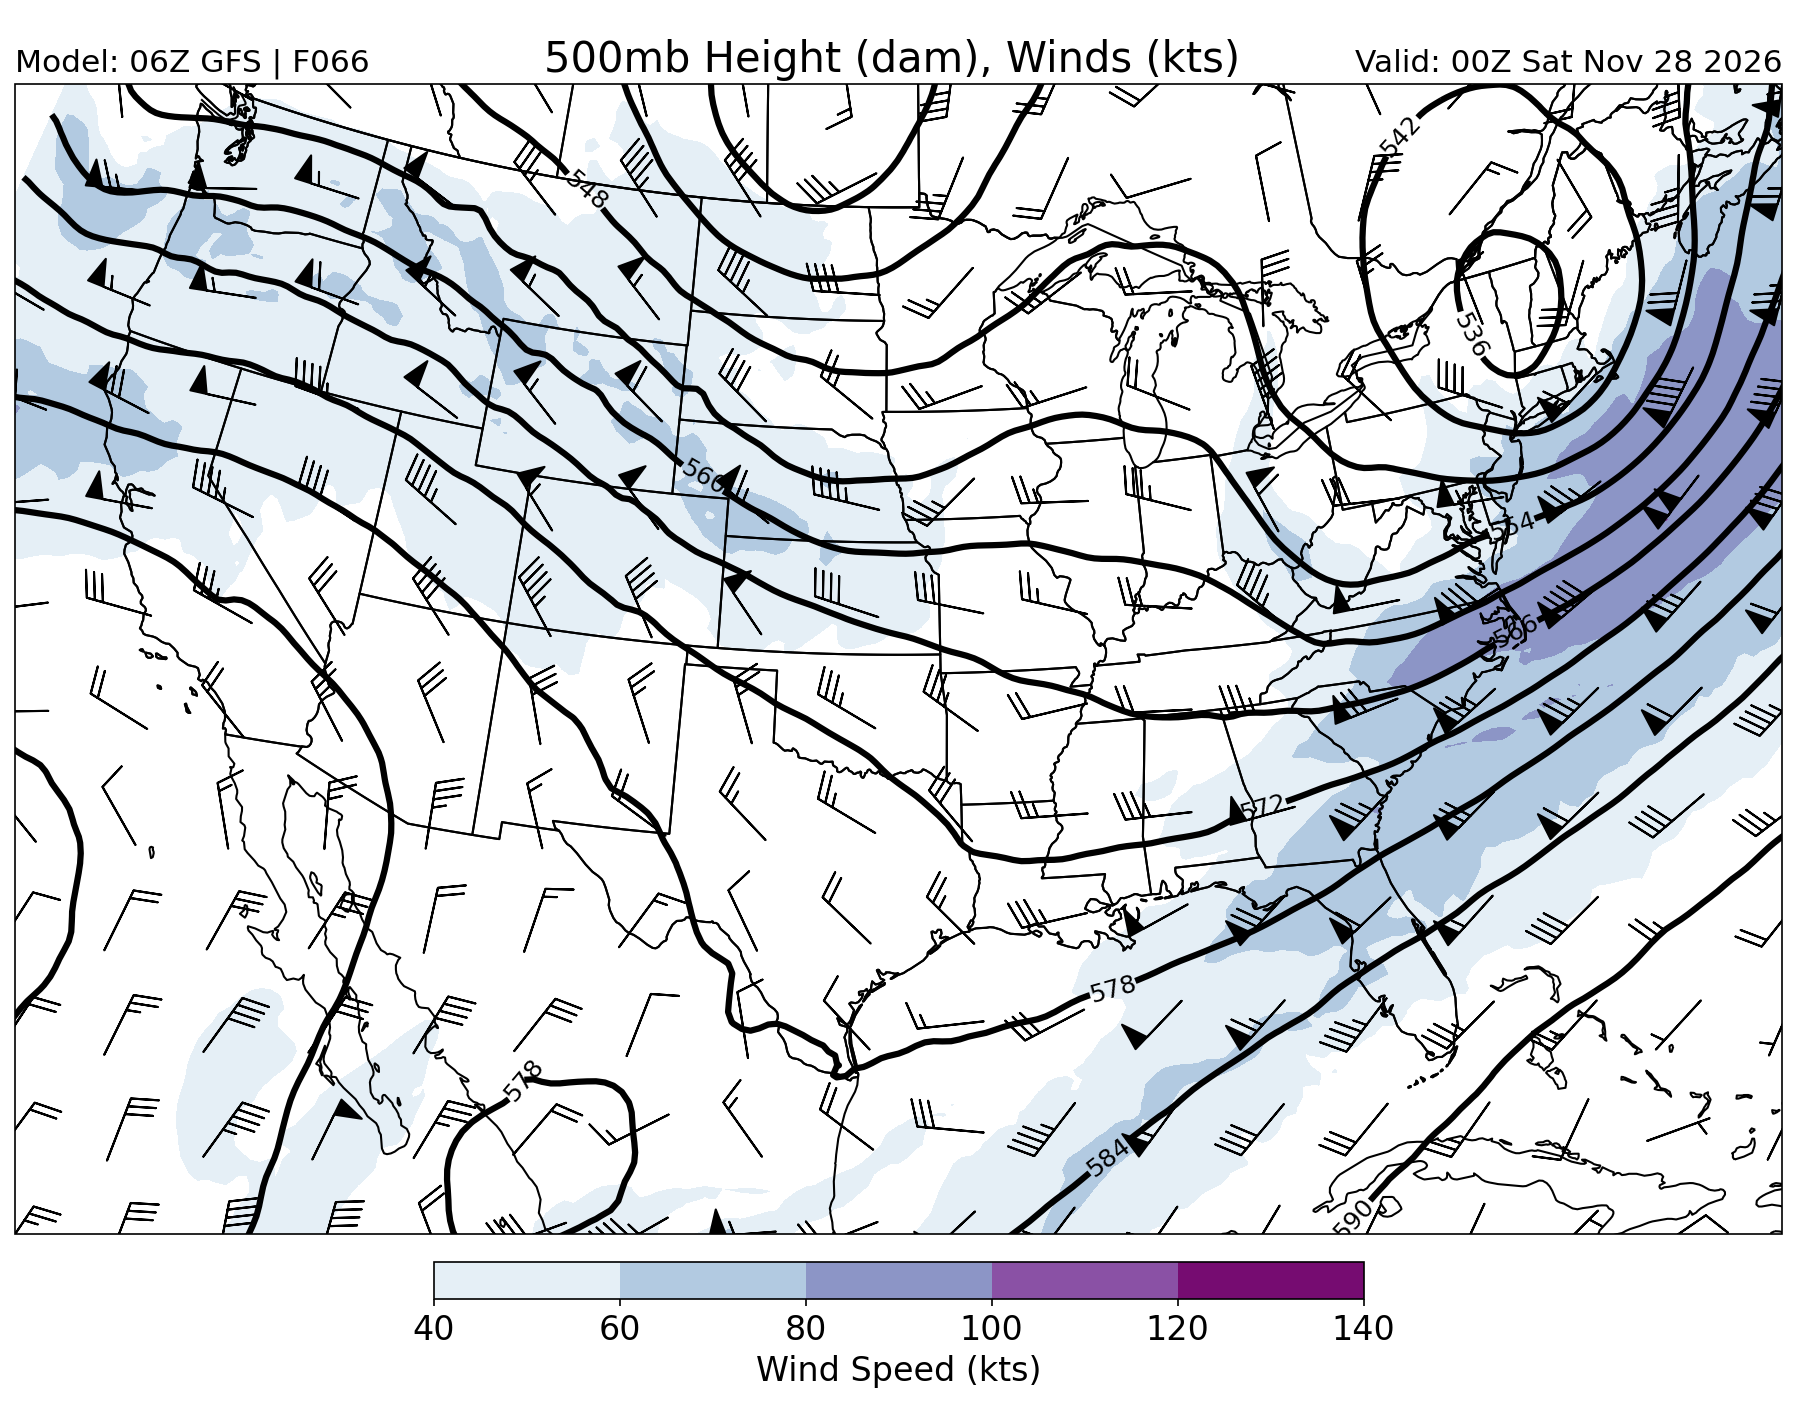 Model: 06Z GFS | F066
500mb Height (dam), Winds (kts)
Valid: 00Z Sat Nov 28 2026
542
548
536
560
554
566
572
578
578
584
590
40 60 80 100 120 140
Wind Speed (kts)